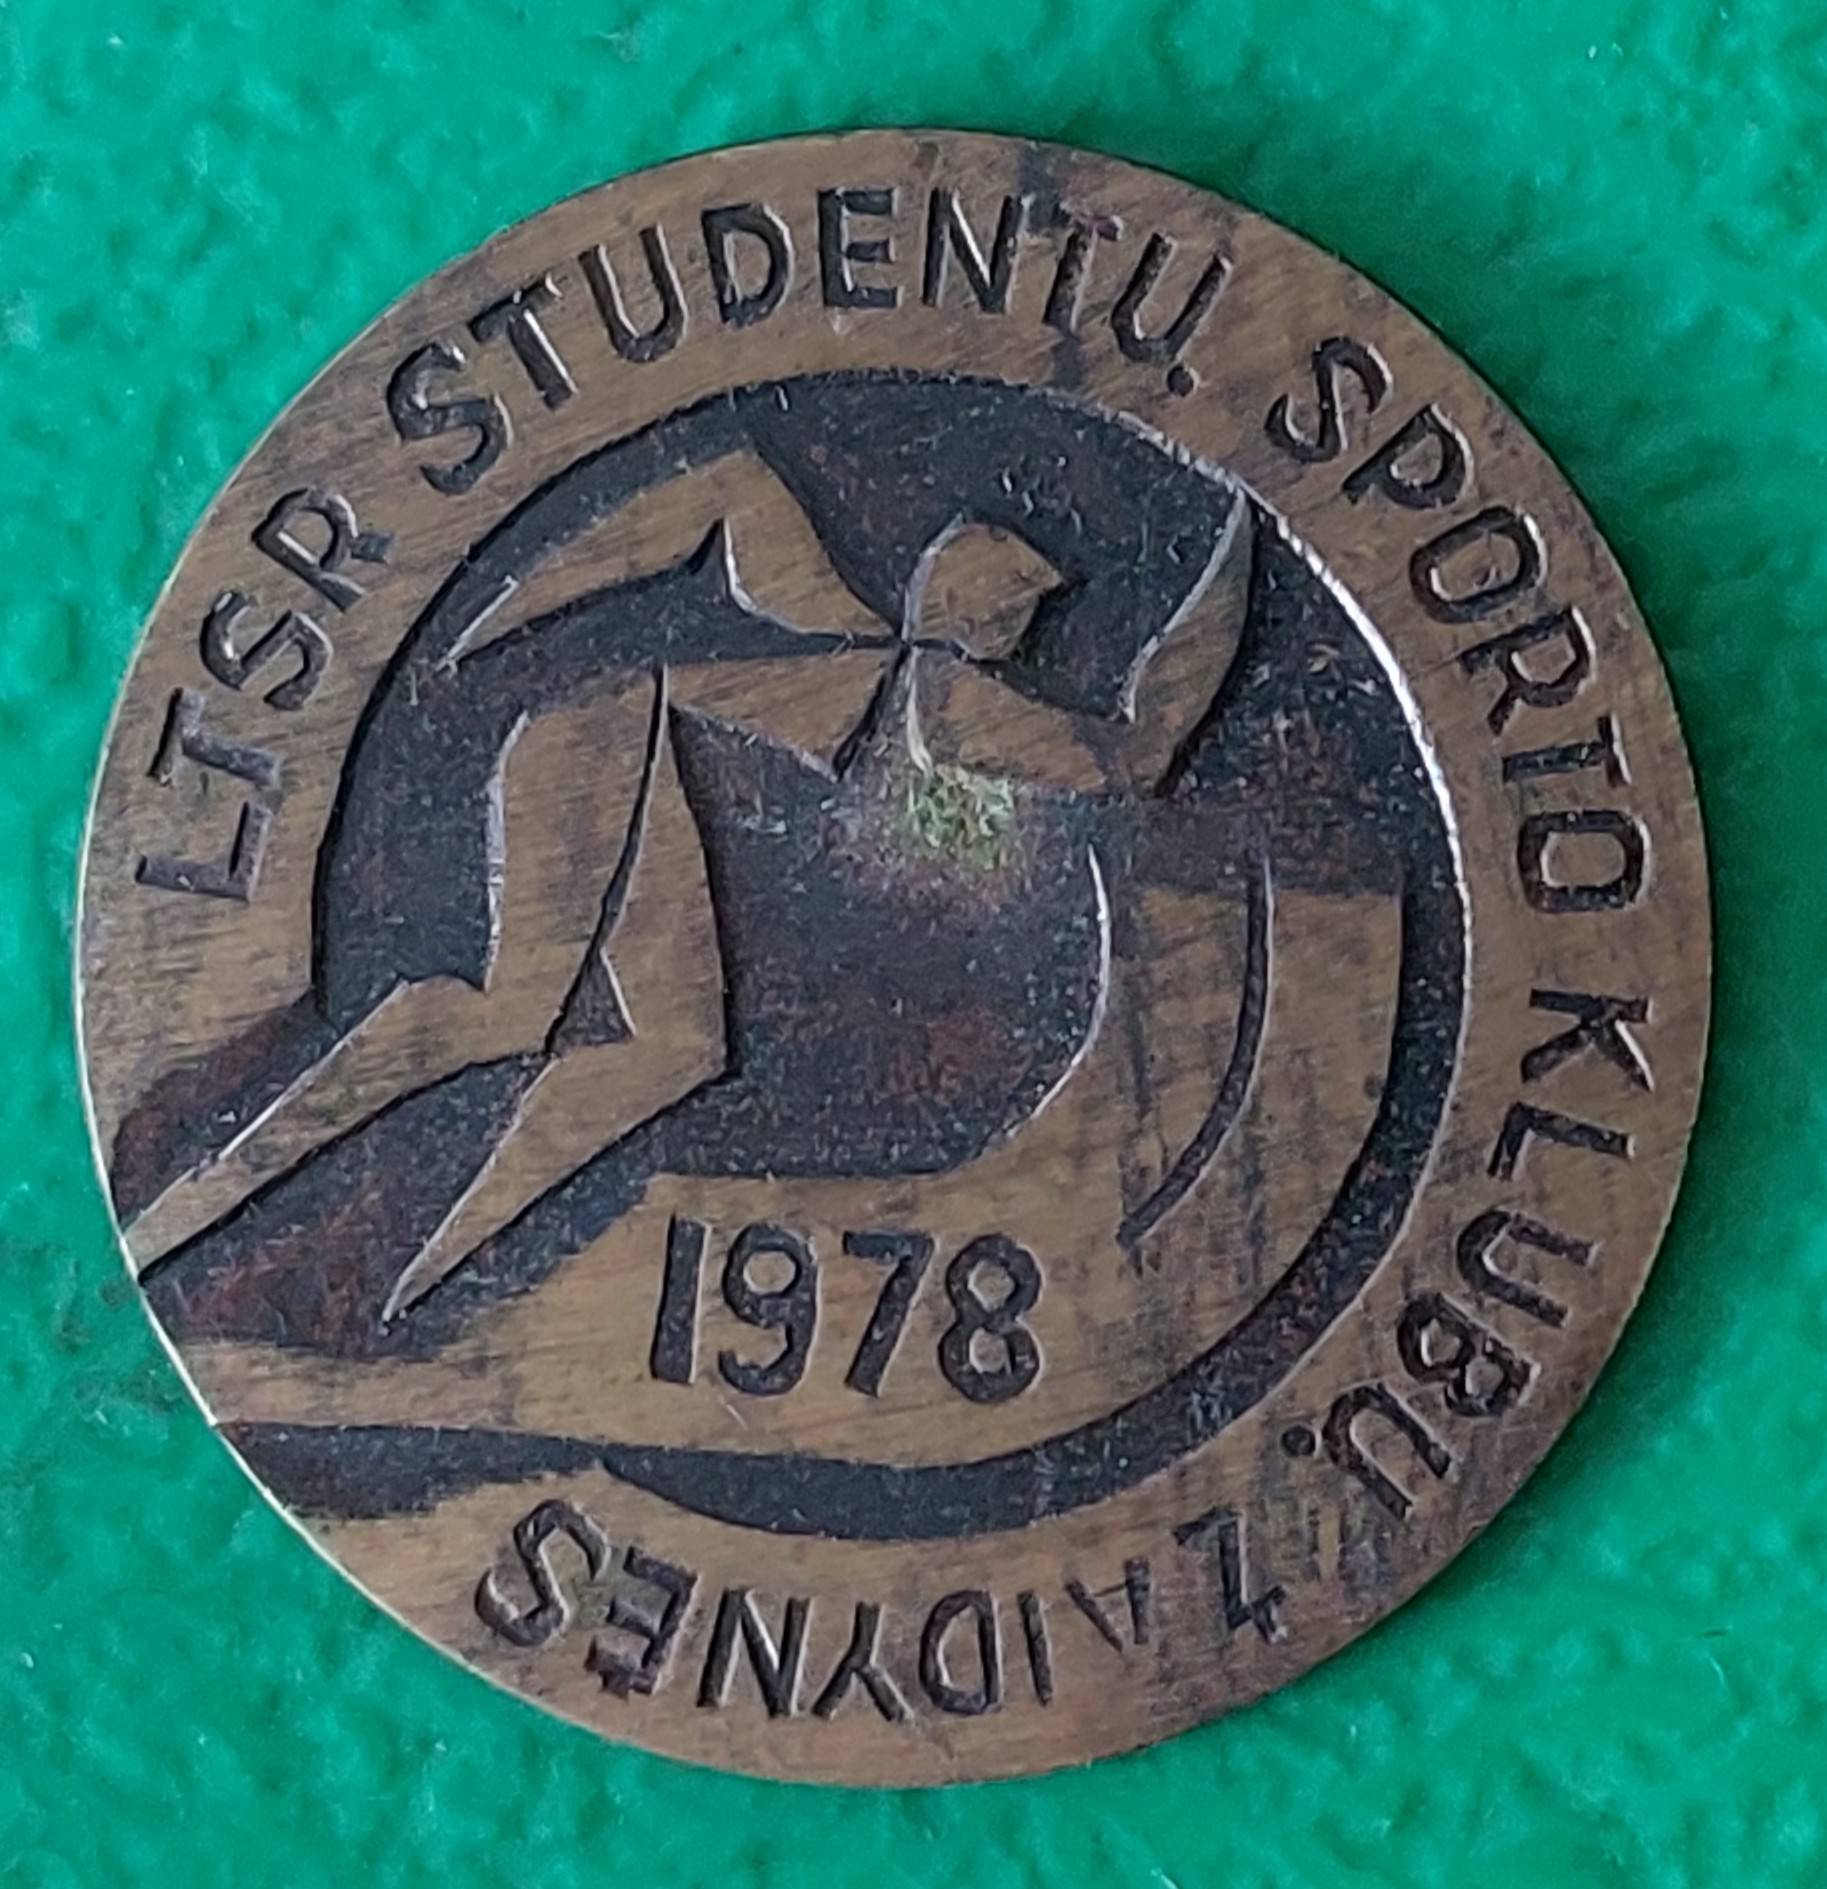 LTSR STUDENTŲ SPORTO KLUBŲ ŽAIDYNĖS
1978